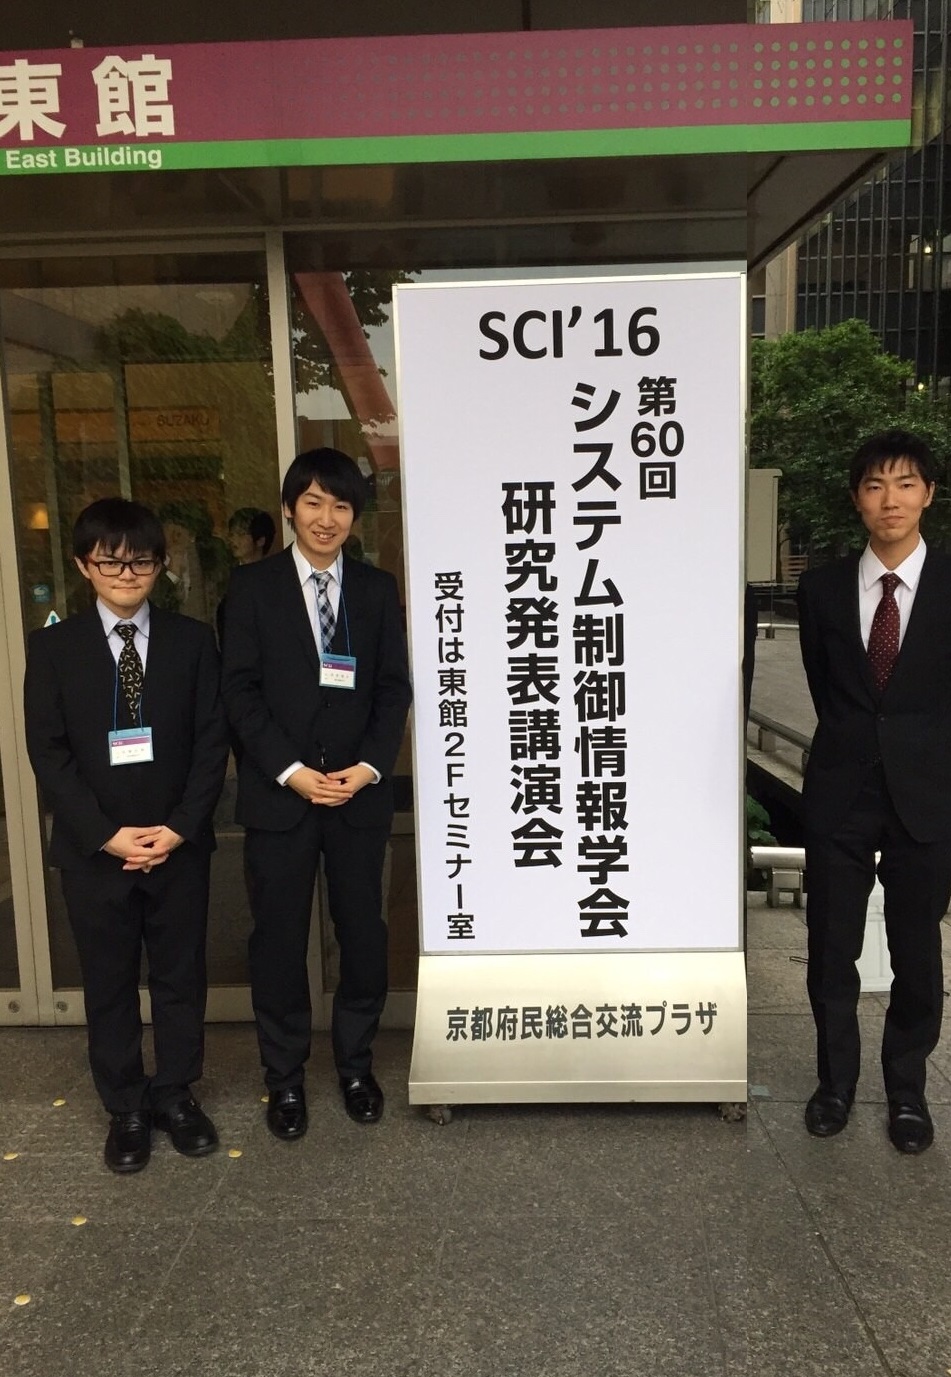 東館
East Building
SUZAKU
SCI'16
第60回
システム制御情報学会
研究発表講演会
受付は東館2Fセミナー室
京都府民総合交流プラザ